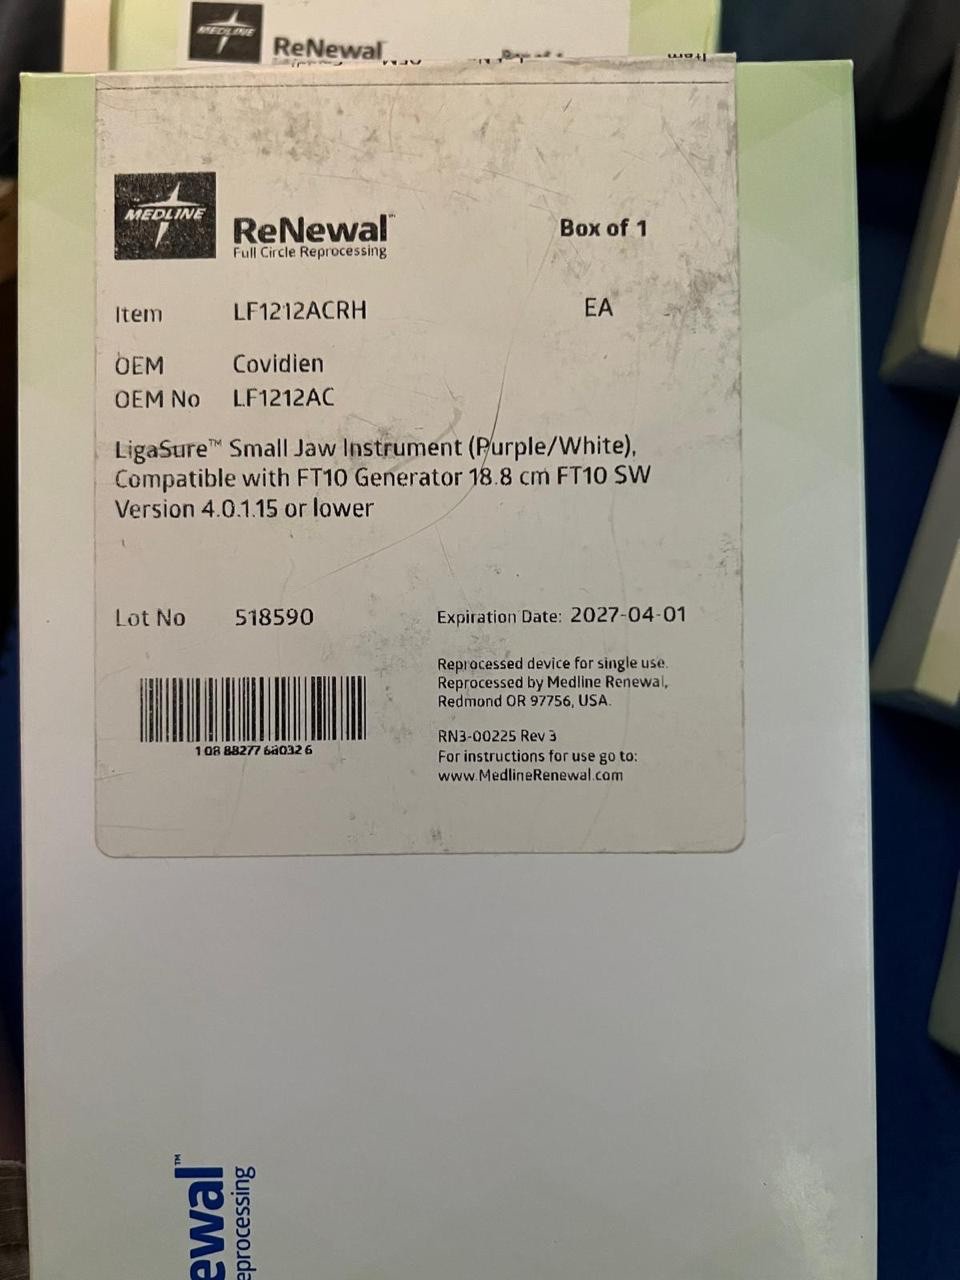 MEDLINE
ReNewal
MEDLINE
ReNewal™
Full Circle Reprocessing
Box of 1
Item LF1212ACRH EA
OEM Covidien
OEM No LF1212AC
LigaSure™ Small Jaw Instrument (Purple/White),
Compatible with FT10 Generator 18.8 cm FT10 SW
Version 4.0.1.15 or lower
Lot No 518590
Expiration Date: 2027-04-01
Reprocessed device for single use.
Reprocessed by Medline Renewal,
Redmond OR 97756, USA.
RN3-00225 Rev 3
For instructions for use go to:
www.MedlineRenewal.com
1 08 88277 68032 6
ewal™
eprocessing